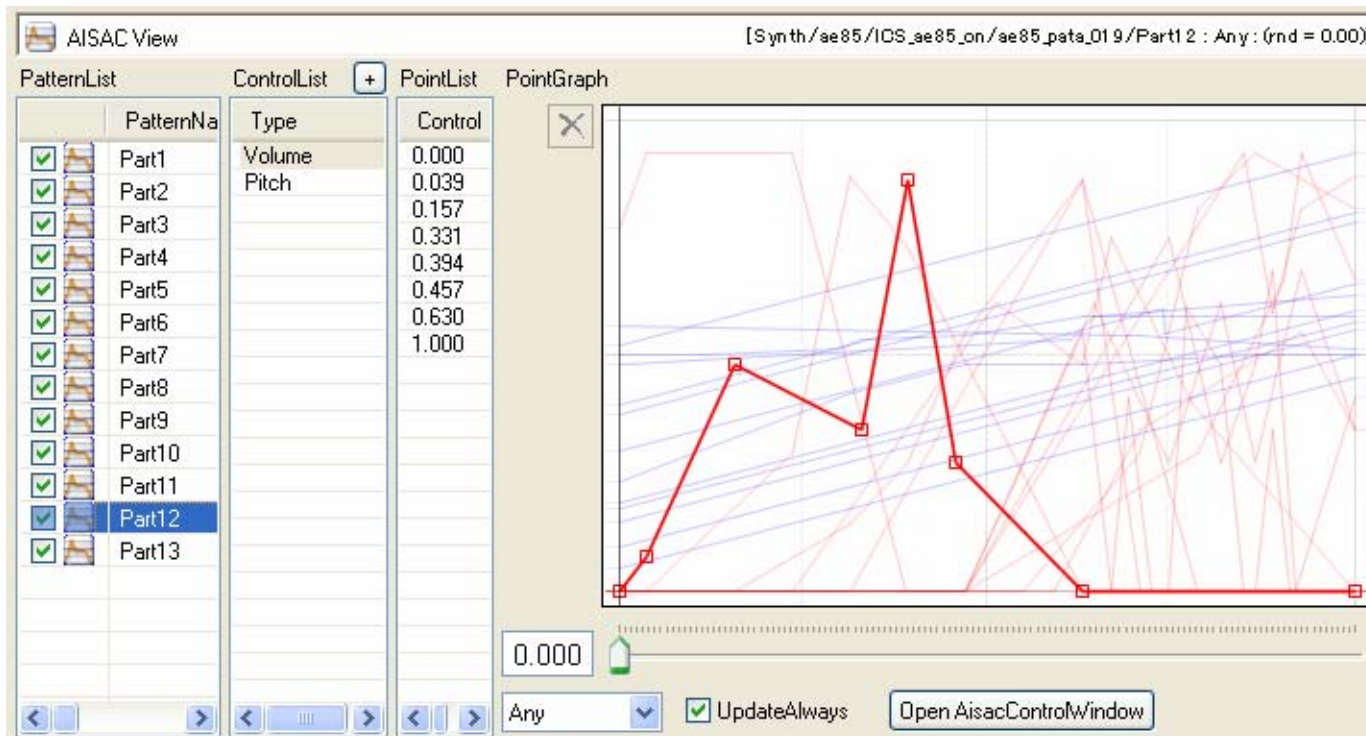 AISAC View [Synth/ae85/ICS_ae85_on/ae85_pata_019/Part12 : Any : (rnd = 0.00)
PatternList ControlList + PointList PointGraph
PatternNa Type Control
Part1 Volume 0.000
Part2 Pitch 0.039
Part3 0.157
Part4 0.331
Part5 0.394
Part6 0.457
Part7 0.630
Part8 1.000
Part9
Part10
Part11
Part12
Part13
0.000
Any UpdateAlways Open AisacControlWindow